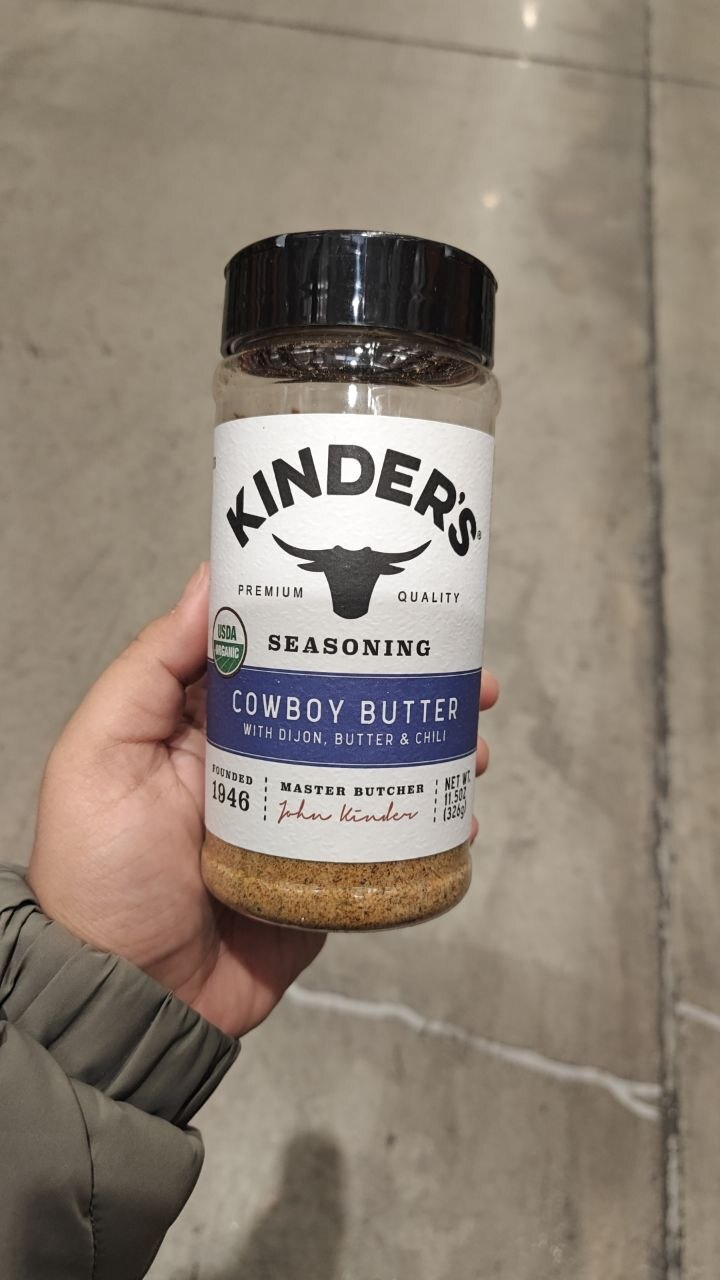 KINDER'S®
PREMIUM QUALITY
USDA
ORGANIC
SEASONING
COWBOY BUTTER
WITH DIJON, BUTTER & CHILI
FOUNDED
1946
MASTER BUTCHER
John Kinder
NET WT.
11.5OZ
(326g)